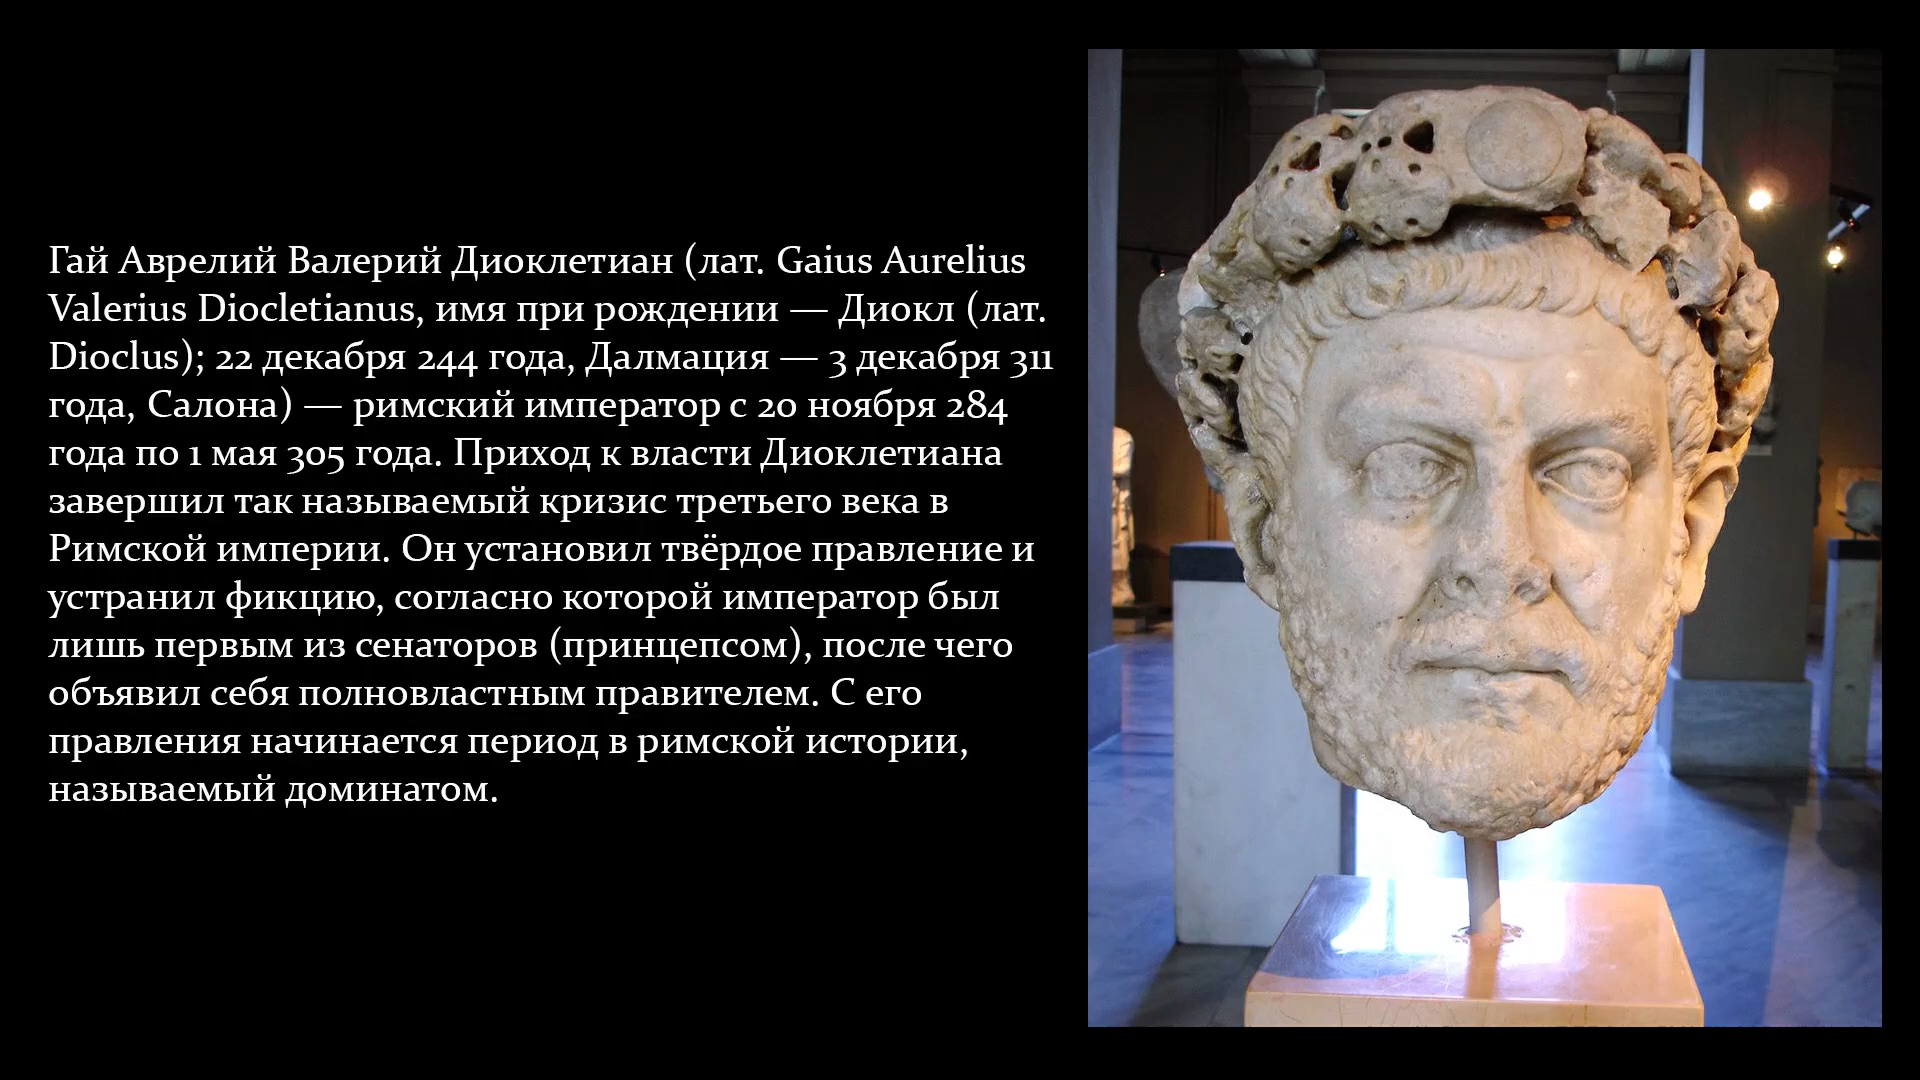 Гай Аврелий Валерий Диоклетиан (лат. Gaius Aurelius
Valerius Diocletianus, имя при рождении — Диокл (лат.
Dioclus); 22 декабря 244 года, Далмация — 3 декабря 311
года, Салона) — римский император с 20 ноября 284
года по 1 мая 305 года. Приход к власти Диоклетиана
завершил так называемый кризис третьего века в
Римской империи. Он установил твёрдое правление и
устранил фикцию, согласно которой император был
лишь первым из сенаторов (принцепсом), после чего
объявил себя полновластным правителем. С его
правления начинается период в римской истории,
называемый доминатом.